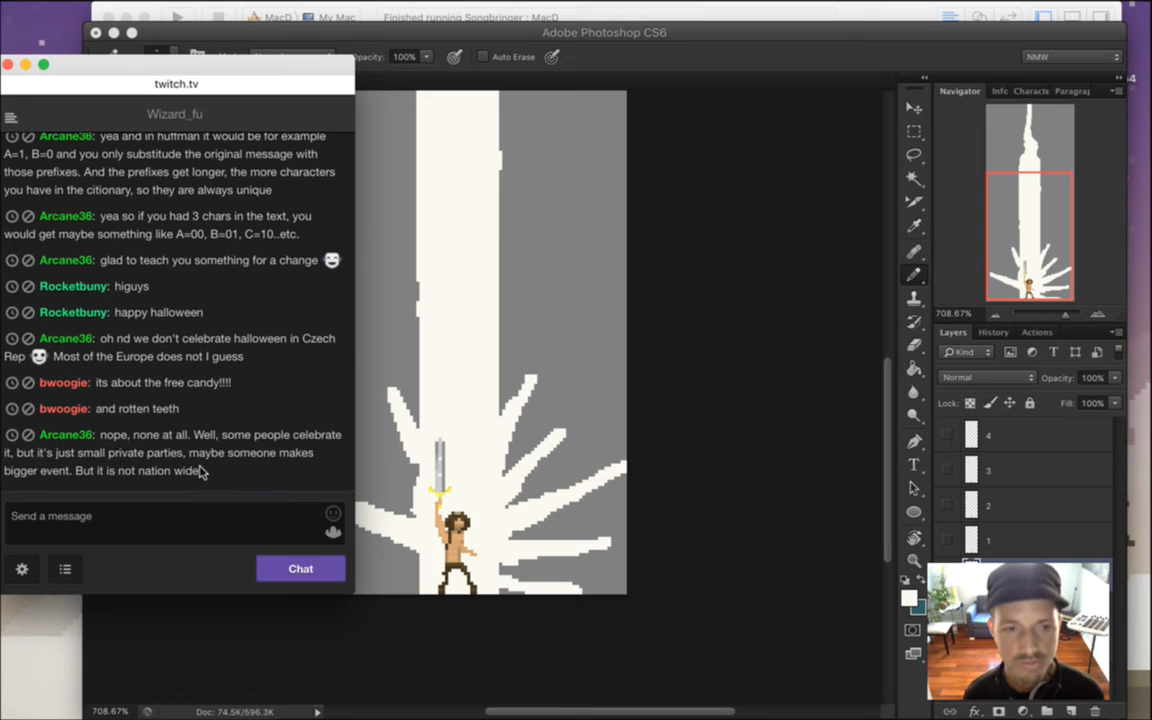 MacD
My Mac
Finished running Songbringer : MacD
Adobe Photoshop CS6
Opacity: 100%
Auto Erase
NMW
twitch.tv
Wizard_fu
Arcane36: yea and in huffman it would be for example
A=1, B=0 and you only substitute the original message with
those prefixes. And the prefixes get longer, the more characters
you have in the citionary, so they are always unique
Arcane36: yea so if you had 3 chars in the text, you
would get maybe something like A=00, B=01, C=10..etc.
Arcane36: glad to teach you something for a change
Rocketbuny: higuys
Rocketbuny: happy halloween
Arcane36: oh nd we don't celebrate halloween in Czech
Rep Most of the Europe does not I guess
bwoogie: its about the free candy!!!!
bwoogie: and rotten teeth
Arcane36: nope, none at all. Well, some people celebrate
it, but it's just small private parties, maybe someone makes
bigger event. But it is not nation wide
Send a message
Chat
Navigator Info Characte Paragrap
708.67%
Layers History Actions
Kind
Normal Opacity: 100%
Lock: Fill: 100%
4
3
2
1
708.67% Doc: 74.5K/596.3K